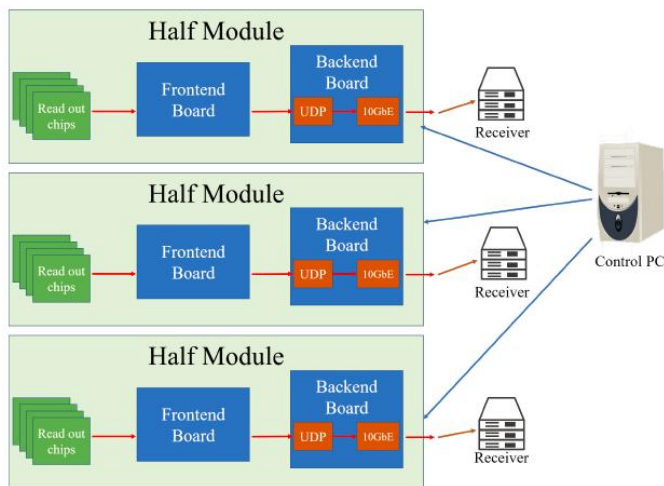 Half Module
Read out
chips
Frontend
Board
Backend
Board
UDP
10GbE
Receiver
Half Module
Read out
chips
Frontend
Board
Backend
Board
UDP
10GbE
Receiver
Control PC
Half Module
Read out
chips
Frontend
Board
Backend
Board
UDP
10GbE
Receiver